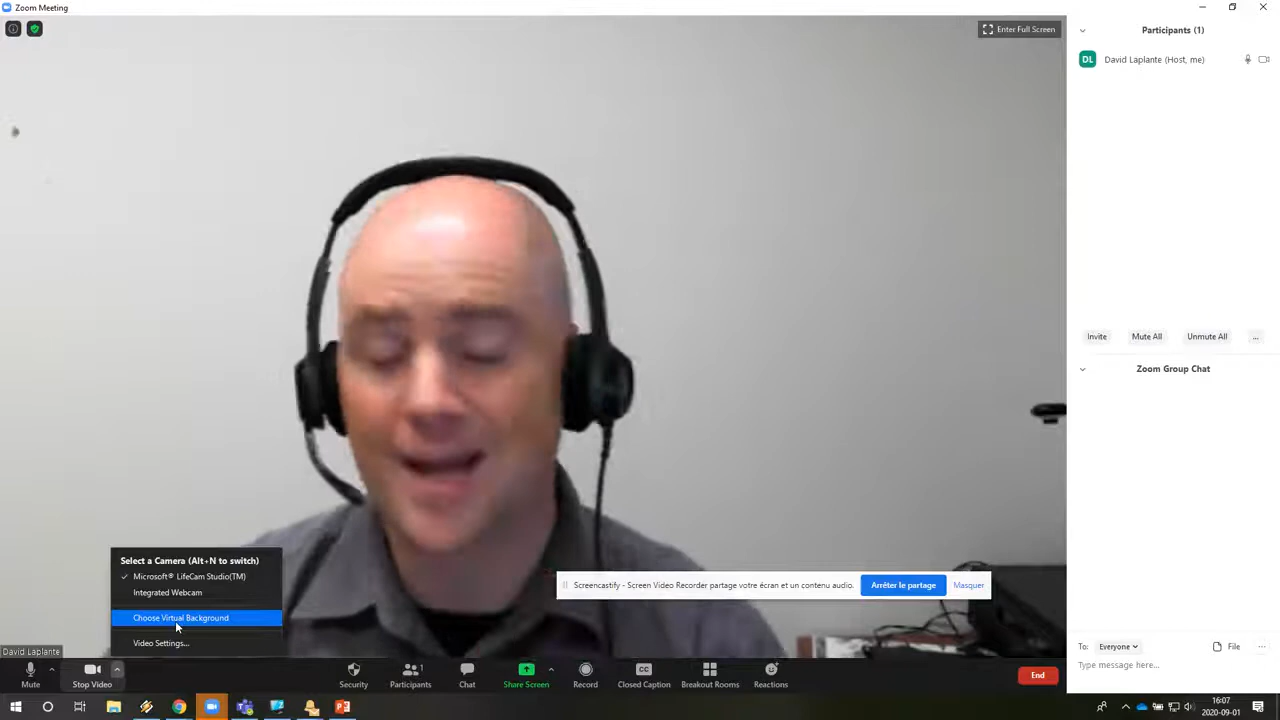 Zoom Meeting
Enter Full Screen
Participants (1)
DL David Laplante (Host, me)
Invite Mute All Unmute All ...
Zoom Group Chat
Select a Camera (Alt+N to switch)
✓ Microsoft® LifeCam Studio(TM)
Integrated Webcam
Choose Virtual Background
Video Settings...
Screencastify - Screen Video Recorder partage votre écran et un contenu audio. Arrêter le partage Masquer
David Laplante
To: Everyone File ...
Type message here...
Mute Stop Video Security Participants 1 Chat Share Screen Record Closed Caption Breakout Rooms Reactions End
16:07
2020-09-01